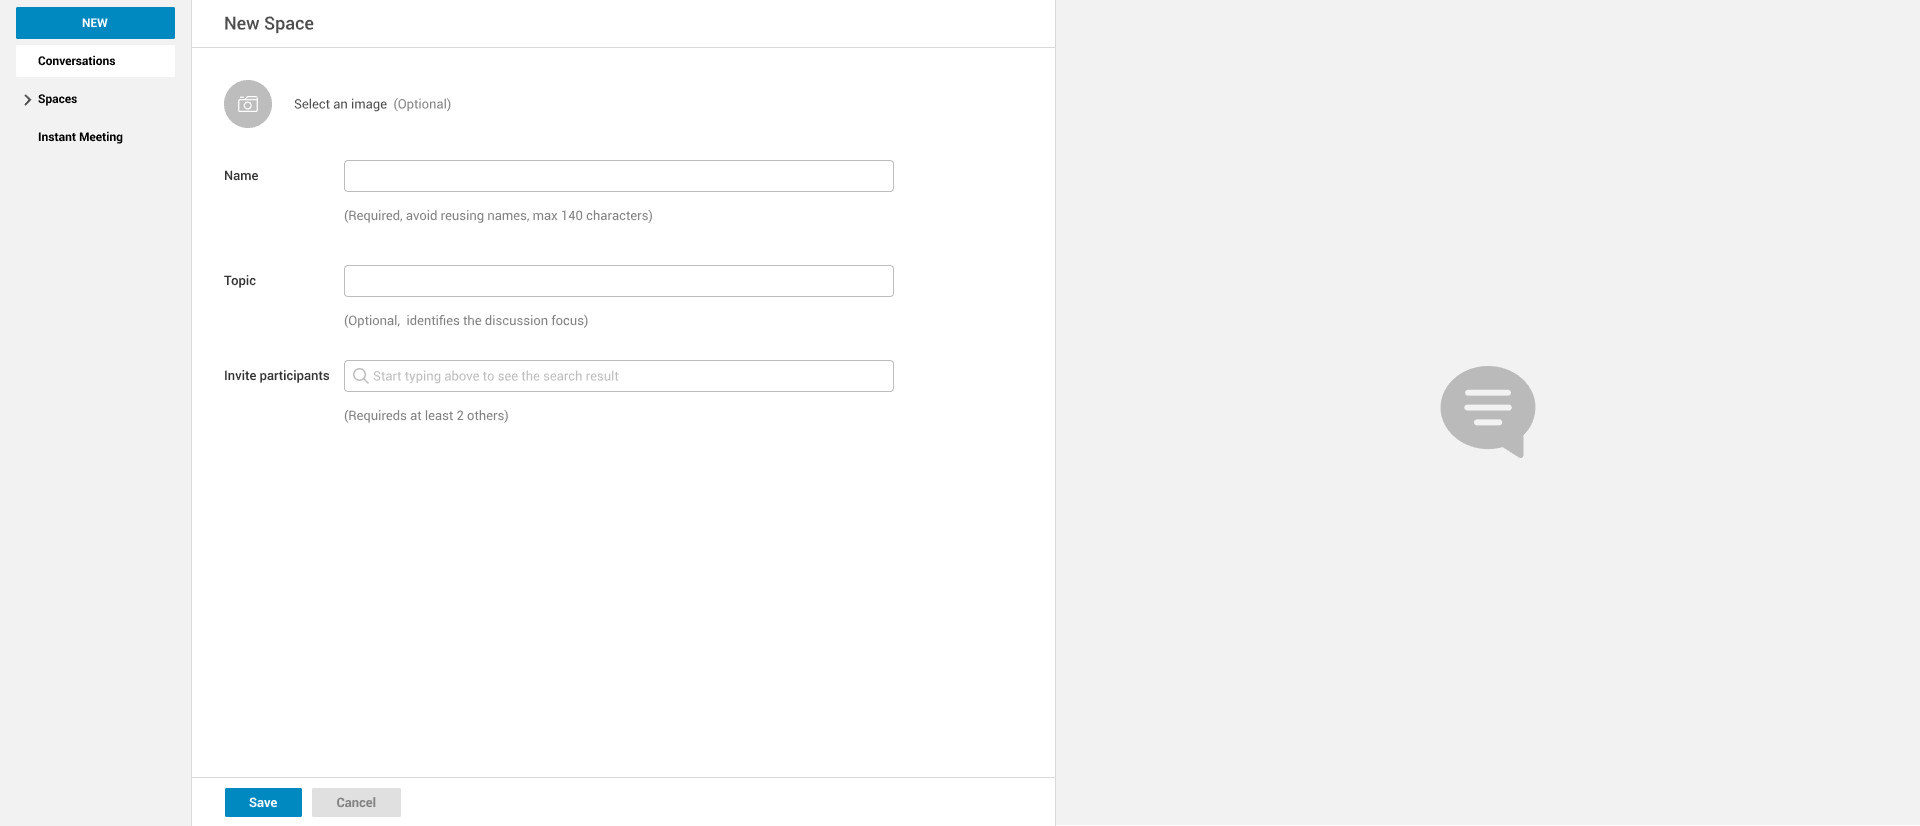 NEW
Conversations
Spaces
Instant Meeting
New Space
Select an image (Optional)
Name
(Required, avoid reusing names, max 140 characters)
Topic
(Optional,  identifies the discussion focus)
Invite participants
Start typing above to see the search result
(Requireds at least 2 others)
Save
Cancel